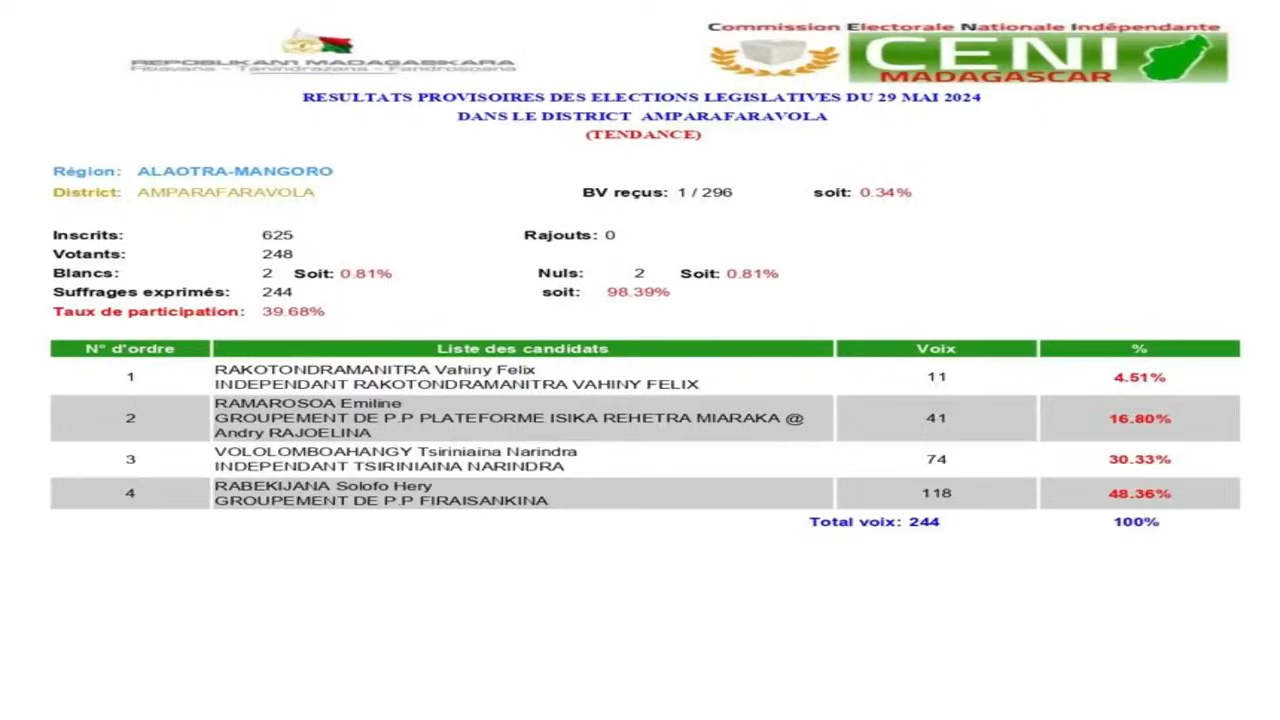 Commission Electorale Nationale Indépendante
REPOBLIKAN'I MADAGASIKARA
Fitiavana - Tanindrazana - Fandrosoana
CENI
MADAGASCAR
RESULTATS PROVISOIRES DES ELECTIONS LEGISLATIVES DU 29 MAI 2024
DANS LE DISTRICT AMPARAFARAVOLA
(TENDANCE)
Région: ALAOTRA-MANGORO
District: AMPARAFARAVOLA BV reçus: 1 / 296 soit: 0.34%
Inscrits: 625 Rajouts: 0
Votants: 248
Blancs: 2 Soit: 0.81% Nuls: 2 Soit: 0.81%
Suffrages exprimés: 244 soit: 98.39%
Taux de participation: 39.68%
N° d'ordre Liste des candidats Voix %
RAKOTONDRAMANITRA Vahiny Felix
1 INDEPENDANT RAKOTONDRAMANITRA VAHINY FELIX 11 4.51%
RAMAROSOA Emiline
2 GROUPEMENT DE P.P PLATEFORME ISIKA REHETRA MIARAKA @ 41 16.80%
Andry RAJOELINA
VOLOLOMBOAHANGY Tsiriniaina Narindra
3 INDEPENDANT TSIRINIAINA NARINDRA 74 30.33%
RABEKIJANA Solofo Hery
4 GROUPEMENT DE P.P FIRAISANKINA 118 48.36%
Total voix: 244 100%